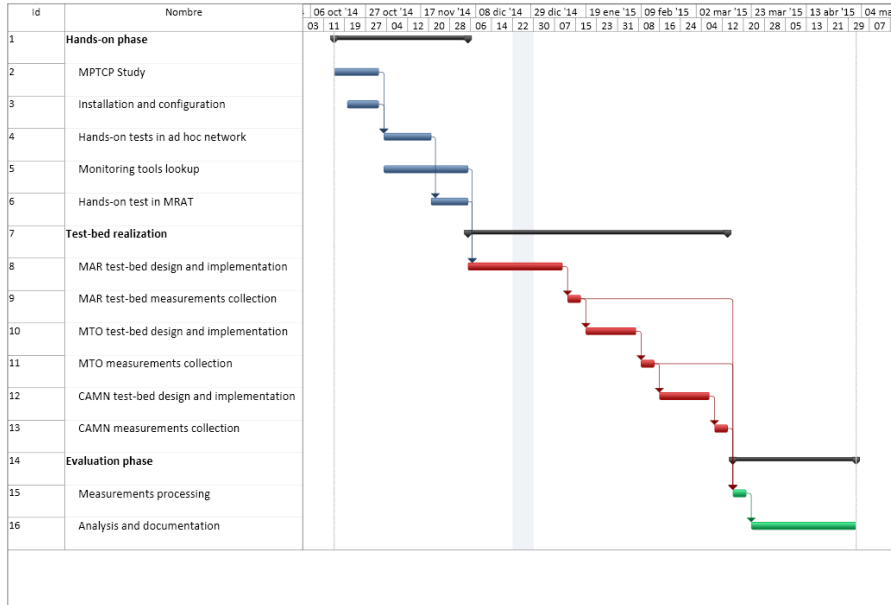 Id Nombre 06 oct '14 27 oct '14 17 nov '14 08 dic '14 29 dic '14 19 ene '15 09 feb '15 02 mar '15 23 mar '15 13 abr '15 04 ma
03 11 19 27 04 12 20 28 06 14 22 30 07 15 23 31 08 16 24 04 12 20 28 05 13 21 29 07
1 Hands-on phase
2 MPTCP Study
3 Installation and configuration
4 Hands-on tests in ad hoc network
5 Monitoring tools lookup
6 Hands-on test in MRAT
7 Test-bed realization
8 MAR test-bed design and implementation
9 MAR test-bed measurements collection
10 MTO test-bed design and implementation
11 MTO measurements collection
12 CAMN test-bed design and implementation
13 CAMN measurements collection
14 Evaluation phase
15 Measurements processing
16 Analysis and documentation